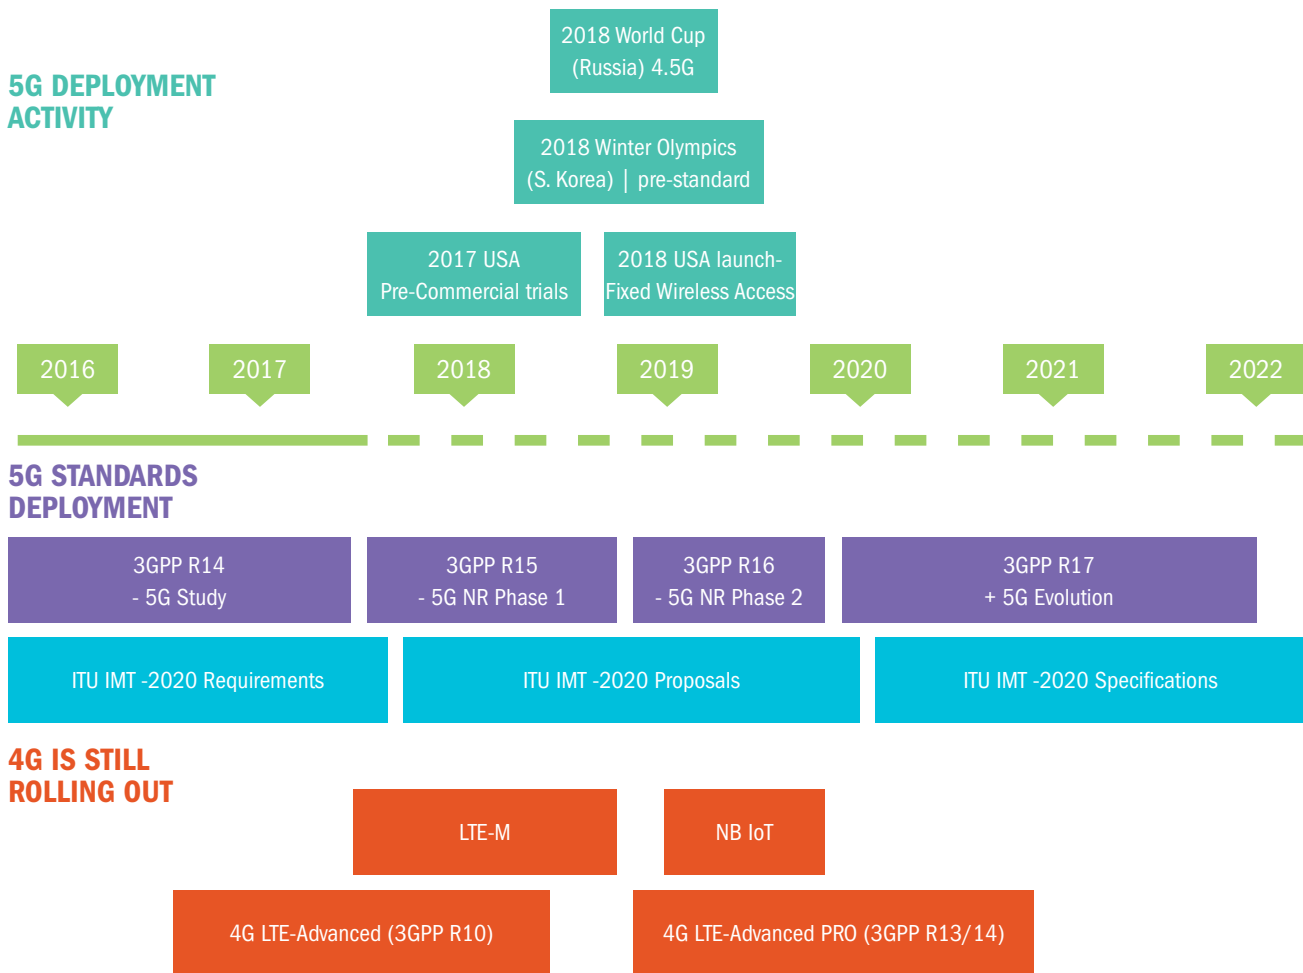 2018 World Cup
(Russia) 4.5G
5G DEPLOYMENT
ACTIVITY
2018 Winter Olympics
(S. Korea) | pre-standard
2017 USA
Pre-Commercial trials
2018 USA launch-
Fixed Wireless Access
2016
2017
2018
2019
2020
2021
2022
5G STANDARDS
DEPLOYMENT
3GPP R14
- 5G Study
3GPP R15
- 5G NR Phase 1
3GPP R16
- 5G NR Phase 2
3GPP R17
+ 5G Evolution
ITU IMT -2020 Requirements
ITU IMT -2020 Proposals
ITU IMT -2020 Specifications
4G IS STILL
ROLLING OUT
LTE-M
NB IoT
4G LTE-Advanced (3GPP R10)
4G LTE-Advanced PRO (3GPP R13/14)